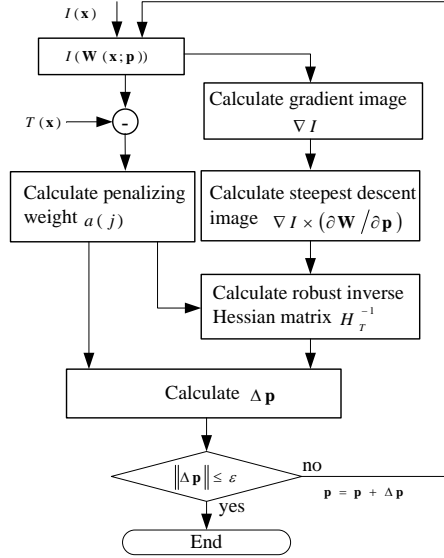 I(x)
I(W(x;p))
Calculate gradient image
∇I
T(x)
-
Calculate penalizing
weight a(j)
Calculate steepest descent
image ∇I × (∂W/∂p)
Calculate robust inverse
Hessian matrix H_T^{-1}
Calculate Δp
‖Δp‖ ≤ ε
no
p = p + Δp
yes
End